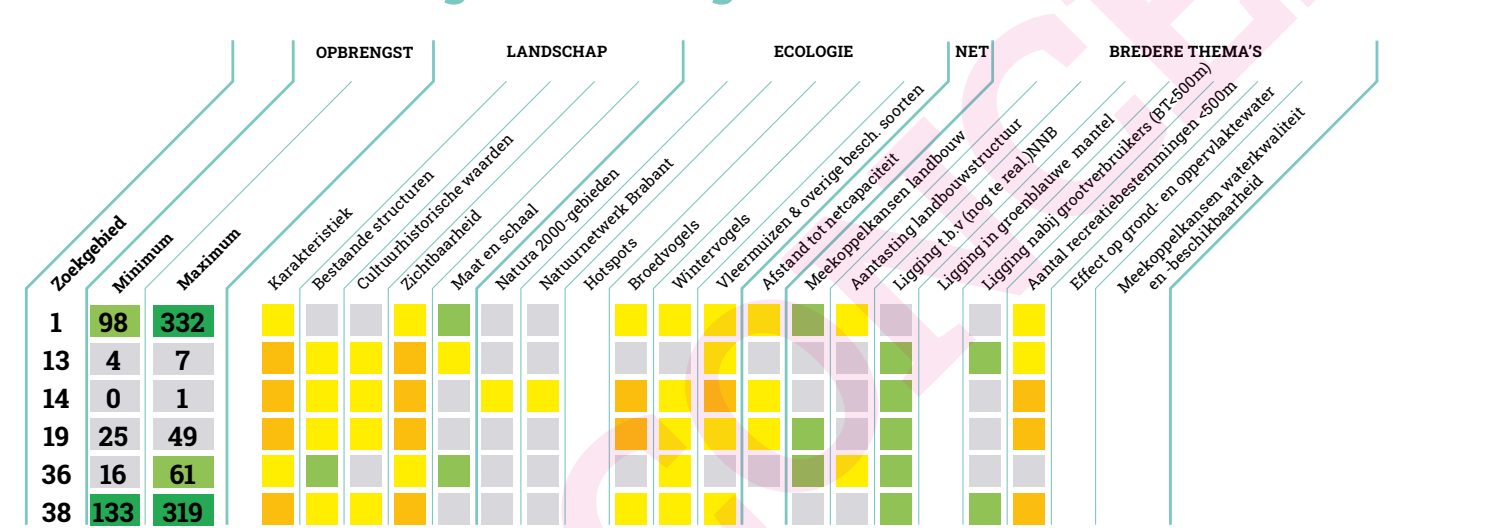 OPBRENGST LANDSCHAP ECOLOGIE NET BREDERE THEMA'S
Zoekgebied
Minimum
Maximum
Karakteristiek
Bestaande structuren
Cultuurhistorische waarden
Zichtbaarheid
Maat en schaal
Natura 2000-gebieden
Natuurnetwerk Brabant
Hotspots
Broedvogels
Wintervogels
Vleermuizen & overige besch. soorten
Afstand tot netcapaciteit
Meekoppelkansen landbouw
Aantasting landbouwstructuur
Ligging t.b.v (nog te real.)NNB
Ligging in groenblauwe mantel
Ligging nabij grootverbruikers (BT<500m)
Aantal recreatiebestemmingen <500m
Effect op grond- en oppervlaktewater
Meekoppelkansen waterkwaliteit
en -beschikbaarheid
1 98 332
13 4 7
14 0 1
19 25 49
36 16 61
38 133 319